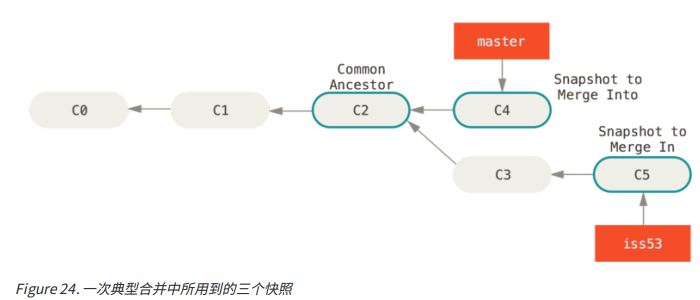 master
Common
Ancestor
Snapshot to
Merge Into
C0
C1
C2
C4
Snapshot to
Merge In
C3
C5
iss53
Figure 24. 一次典型合并中所用到的三个快照